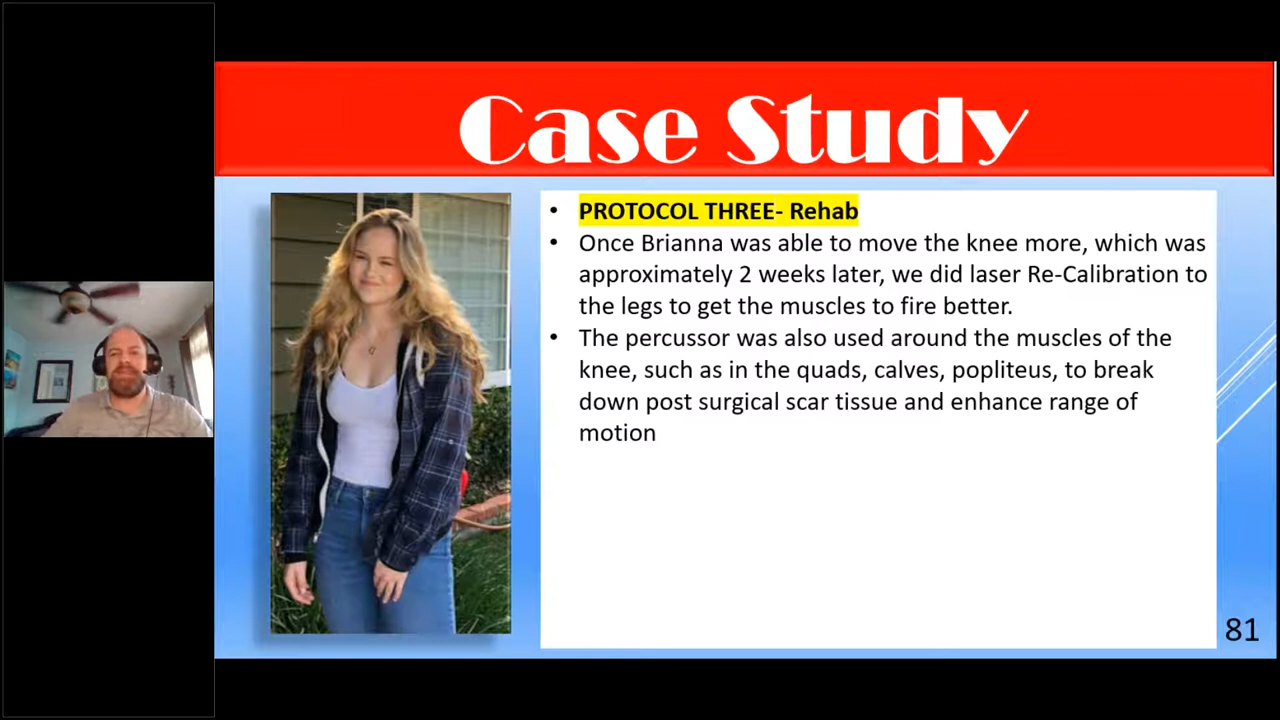 Case Study
• PROTOCOL THREE- Rehab
• Once Brianna was able to move the knee more, which was
approximately 2 weeks later, we did laser Re-Calibration to
the legs to get the muscles to fire better.
• The percussor was also used around the muscles of the
knee, such as in the quads, calves, popliteus, to break
down post surgical scar tissue and enhance range of
motion
81